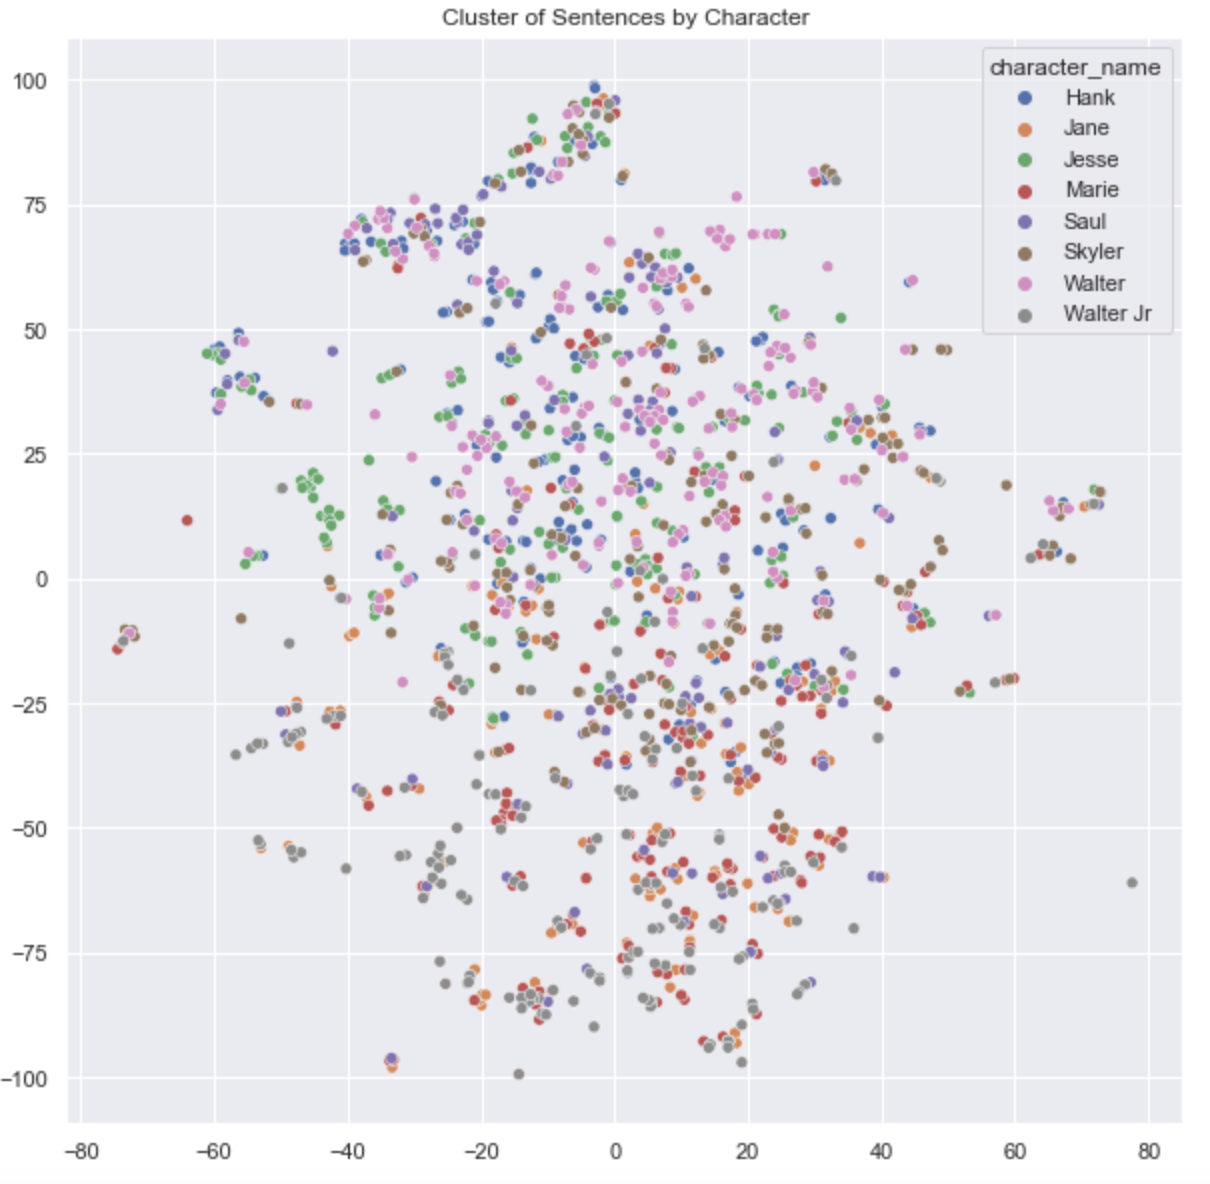 Cluster of Sentences by Character
character_name
Hank
Jane
Jesse
Marie
Saul
Skyler
Walter
Walter Jr
100
75
50
25
0
−25
−50
−75
−100
−80 −60 −40 −20 0 20 40 60 80